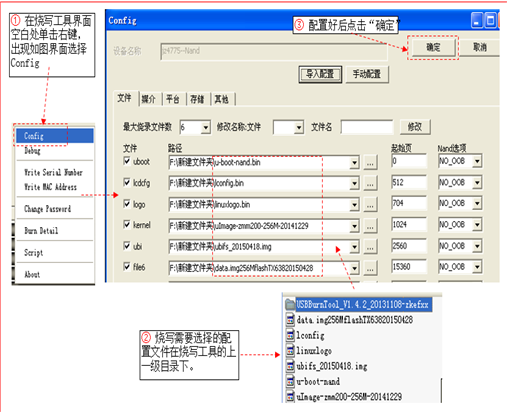 ① 在烧写工具界面
空白处单击右键，
出现如图界面选择
Config
Config
Debug
Write Serial Number
Write MAC Address
Change Password
Burn Detail
Script
About
Config
③ 配置好后点击“确定”
设备名称 jz4775-Nand
确定 取消
导入配置 手动配置
文件 媒介 平台 存储 其他
最大烧录文件数 6 修改名称:文件 文件名 修改
文件 路径 起始页 Nand选项
uboot F:\新建文件夹\u-boot-nand.bin ... 0 NO_OOB
lcdcfg F:\新建文件夹\lconfig.bin ... 512 NO_OOB
logo F:\新建文件夹\linuxlogo.bin ... 704 NO_OOB
kernel F:\新建文件夹\uImage-zmm200-256M-20141229 ... 1024 NO_OOB
ubi F:\新建文件夹\ubifs_20150418.img ... 2560 NO_OOB
file6 F:\新建文件夹\data.img256MflashTX63820150428 ... 15360 NO_OOB
② 烧写需要选择的配
置文件在烧写工具的上
一级目录下。
USBBurnTool_V1.4.2_20131108-zkefxx
data.img256MflashTX63820150428
lconfig
linuxlogo
ubifs_20150418.img
u-boot-nand
uImage-zmm200-256M-20141229